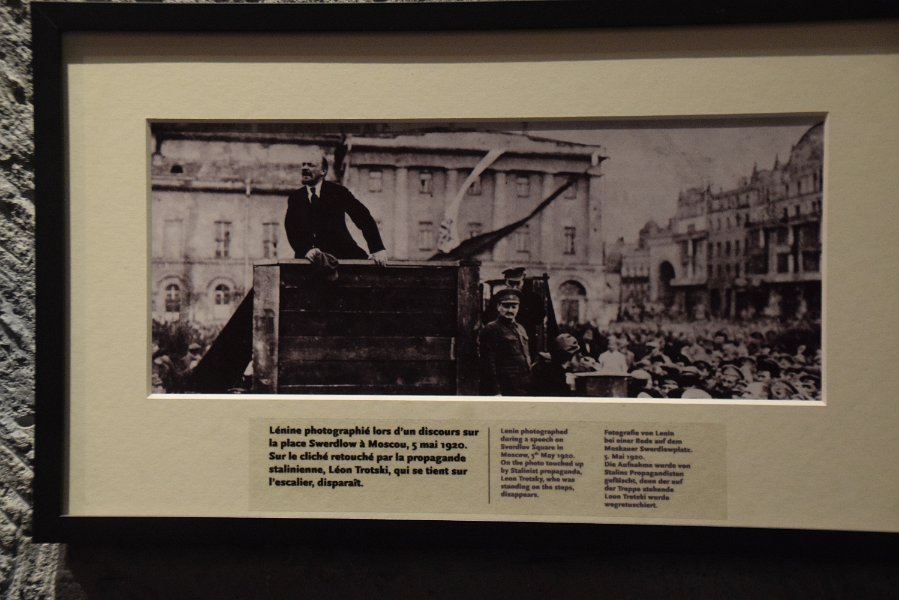 Lénine photographié lors d'un discours sur
la place Swerdlow à Moscou, 5 mai 1920.
Sur le cliché retouché par la propagande
stalinienne, Léon Trotski, qui se tient sur
l'escalier, disparaît.
Lenin photographed
during a speech on
Sverdlov Square in
Moscow, 5th May 1920.
On the photo touched up
by Stalinist propaganda,
Leon Trotsky, who was
standing on the steps,
disappears.
Fotografie von Lenin
bei einer Rede auf dem
Moskauer Swerdlowplatz.
5. Mai 1920.
Die Aufnahme wurde von
Stalins Propagandisten
gefälscht, denn der auf
der Treppe stehende
Leon Trotzki wurde
wegretuschiert.